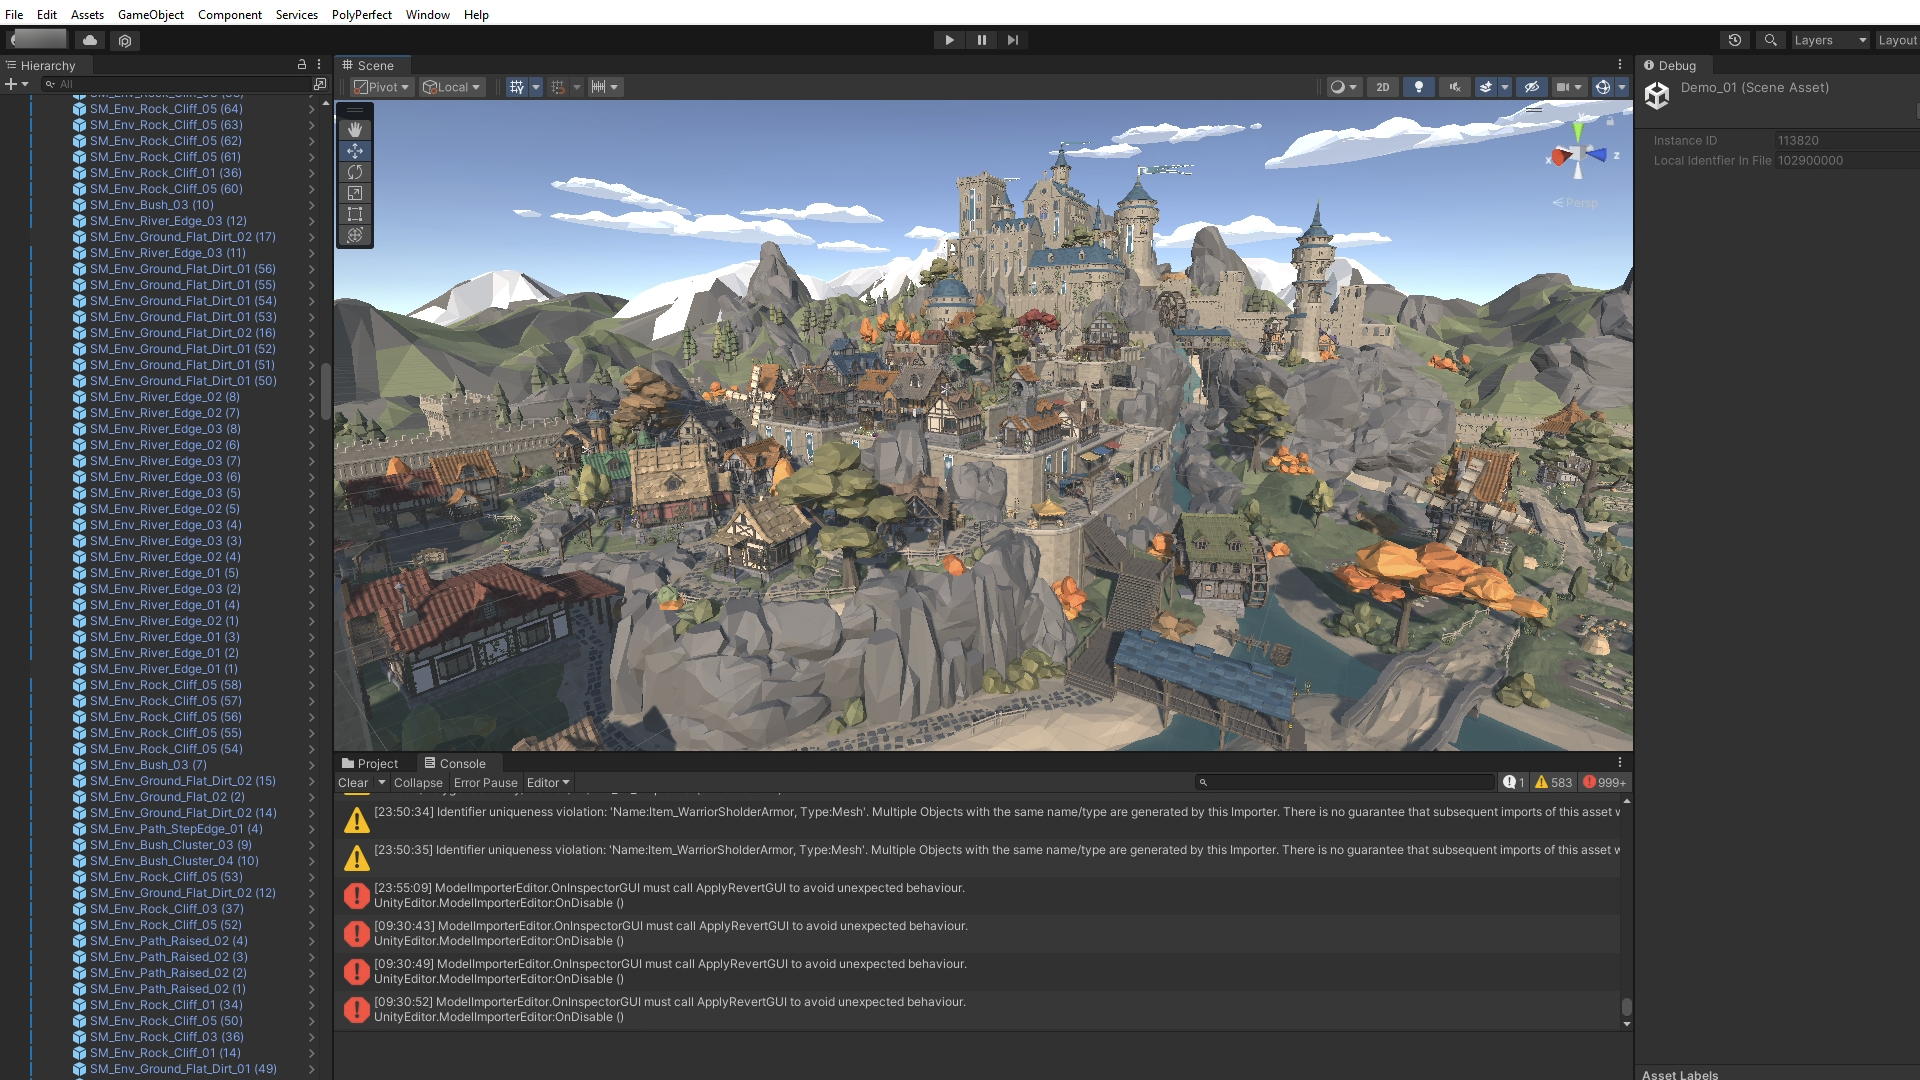 File Edit Assets GameObject Component Services PolyPerfect Window Help
Layers Layout
Hierarchy
All
SM_Env_Rock_Cliff_05 (64)
SM_Env_Rock_Cliff_05 (63)
SM_Env_Rock_Cliff_05 (62)
SM_Env_Rock_Cliff_05 (61)
SM_Env_Rock_Cliff_01 (36)
SM_Env_Rock_Cliff_05 (60)
SM_Env_Bush_03 (10)
SM_Env_River_Edge_03 (12)
SM_Env_Ground_Flat_Dirt_02 (17)
SM_Env_River_Edge_03 (11)
SM_Env_Ground_Flat_Dirt_01 (56)
SM_Env_Ground_Flat_Dirt_01 (55)
SM_Env_Ground_Flat_Dirt_01 (54)
SM_Env_Ground_Flat_Dirt_01 (53)
SM_Env_Ground_Flat_Dirt_02 (16)
SM_Env_Ground_Flat_Dirt_01 (52)
SM_Env_Ground_Flat_Dirt_01 (51)
SM_Env_Ground_Flat_Dirt_01 (50)
SM_Env_River_Edge_02 (8)
SM_Env_River_Edge_02 (7)
SM_Env_River_Edge_03 (8)
SM_Env_River_Edge_02 (6)
SM_Env_River_Edge_03 (7)
SM_Env_River_Edge_03 (6)
SM_Env_River_Edge_03 (5)
SM_Env_River_Edge_02 (5)
SM_Env_River_Edge_03 (4)
SM_Env_River_Edge_03 (3)
SM_Env_River_Edge_02 (4)
SM_Env_River_Edge_01 (5)
SM_Env_River_Edge_03 (2)
SM_Env_River_Edge_01 (4)
SM_Env_River_Edge_02 (1)
SM_Env_River_Edge_01 (3)
SM_Env_River_Edge_01 (2)
SM_Env_River_Edge_01 (1)
SM_Env_Rock_Cliff_05 (58)
SM_Env_Rock_Cliff_05 (57)
SM_Env_Rock_Cliff_05 (56)
SM_Env_Rock_Cliff_05 (55)
SM_Env_Rock_Cliff_05 (54)
SM_Env_Bush_03 (7)
SM_Env_Ground_Flat_Dirt_02 (15)
SM_Env_Ground_Flat_02 (2)
SM_Env_Ground_Flat_Dirt_02 (14)
SM_Env_Path_StepEdge_01 (4)
SM_Env_Bush_Cluster_03 (9)
SM_Env_Bush_Cluster_04 (10)
SM_Env_Rock_Cliff_05 (53)
SM_Env_Ground_Flat_Dirt_02 (12)
SM_Env_Rock_Cliff_03 (37)
SM_Env_Rock_Cliff_05 (52)
SM_Env_Path_Raised_02 (4)
SM_Env_Path_Raised_02 (3)
SM_Env_Path_Raised_02 (2)
SM_Env_Path_Raised_02 (1)
SM_Env_Rock_Cliff_01 (34)
SM_Env_Rock_Cliff_05 (50)
SM_Env_Rock_Cliff_03 (36)
SM_Env_Rock_Cliff_01 (14)
SM_Env_Ground_Flat_Dirt_01 (49)
Scene
Pivot Local 2D
y
x z
Persp
Project Console
Clear Collapse Error Pause Editor 1 583 999+
[23:50:34] Identifier uniqueness violation: 'Name:Item_WarriorSholderArmor, Type:Mesh'. Multiple Objects with the same name/type are generated by this Importer. There is no guarantee that subsequent imports of this asset w
[23:50:35] Identifier uniqueness violation: 'Name:Item_WarriorSholderArmor, Type:Mesh'. Multiple Objects with the same name/type are generated by this Importer. There is no guarantee that subsequent imports of this asset w
[23:55:09] ModelImporterEditor.OnInspectorGUI must call ApplyRevertGUI to avoid unexpected behaviour.
UnityEditor.ModelImporterEditor:OnDisable ()
[09:30:43] ModelImporterEditor.OnInspectorGUI must call ApplyRevertGUI to avoid unexpected behaviour.
UnityEditor.ModelImporterEditor:OnDisable ()
[09:30:49] ModelImporterEditor.OnInspectorGUI must call ApplyRevertGUI to avoid unexpected behaviour.
UnityEditor.ModelImporterEditor:OnDisable ()
[09:30:52] ModelImporterEditor.OnInspectorGUI must call ApplyRevertGUI to avoid unexpected behaviour.
UnityEditor.ModelImporterEditor:OnDisable ()
Debug
Demo_01 (Scene Asset)
Instance ID 113820
Local Identfier In File 102900000
Asset Labels